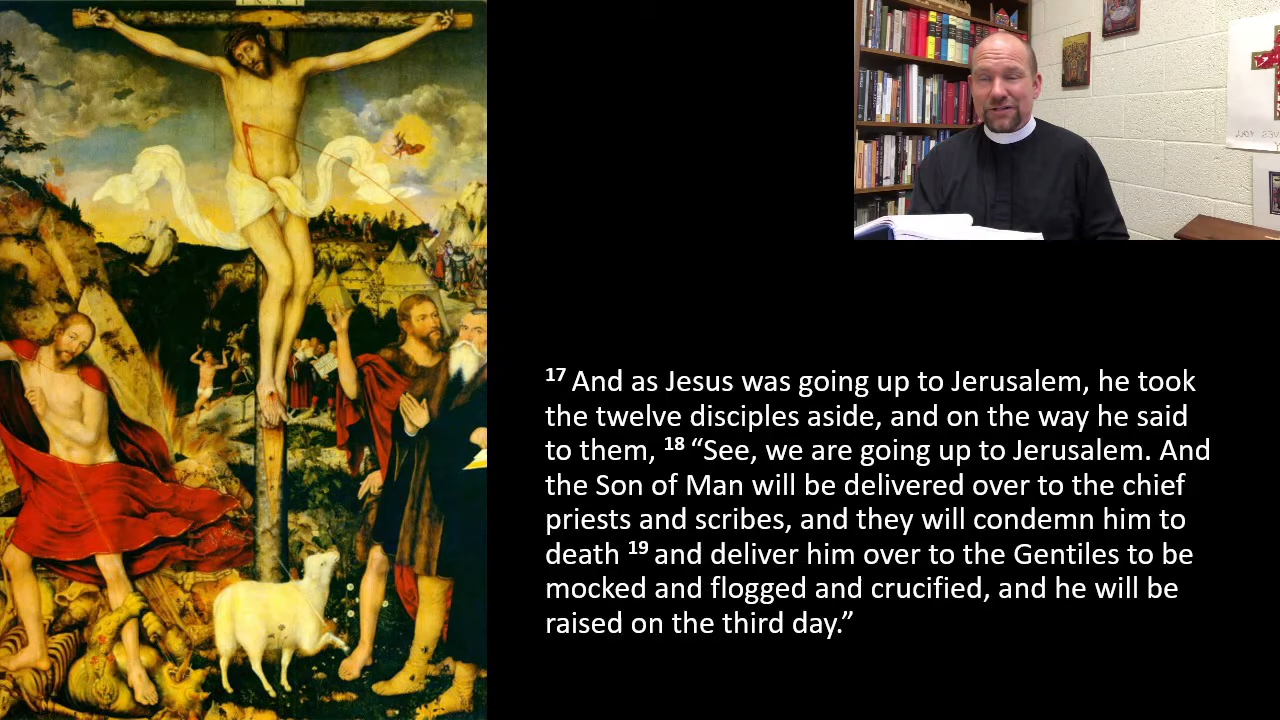 I N R I
17 And as Jesus was going up to Jerusalem, he took
the twelve disciples aside, and on the way he said
to them, 18 “See, we are going up to Jerusalem. And
the Son of Man will be delivered over to the chief
priests and scribes, and they will condemn him to
death 19 and deliver him over to the Gentiles to be
mocked and flogged and crucified, and he will be
raised on the third day.”